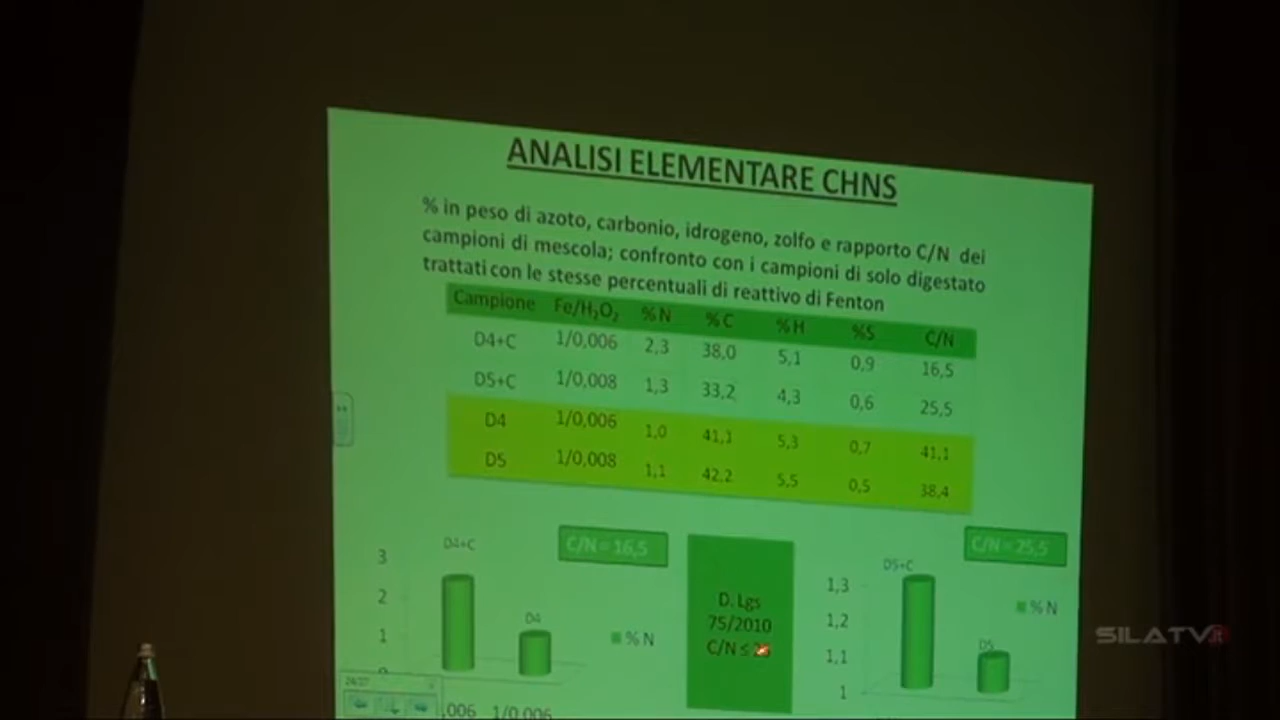 ANALISI ELEMENTARE CHNS
% in peso di azoto, carbonio, idrogeno, zolfo e rapporto C/N dei
campioni di mescola; confronto con i campioni di solo digestato
trattati con le stesse percentuali di reattivo di Fenton
Campione Fe/H₂O₂ %N %C %H %S C/N
D4+C 1/0,006 2,3 38,0 5,1 0,9 16,5
D5+C 1/0,008 1,3 33,2 4,3 0,6 25,5
D4 1/0,006 1,0 41,1 5,3 0,7 41,1
D5 1/0,008 1,1 42,2 5,5 0,5 38,4
C/N = 16,5
D4+C
3
2
1
D4
% N
D. Lgs
75/2010
C/N ≤
C/N = 25,5
D5+C
1,3
1,2
1,1
1
D5
% N
24/27
,006 1/0,006
SILATV